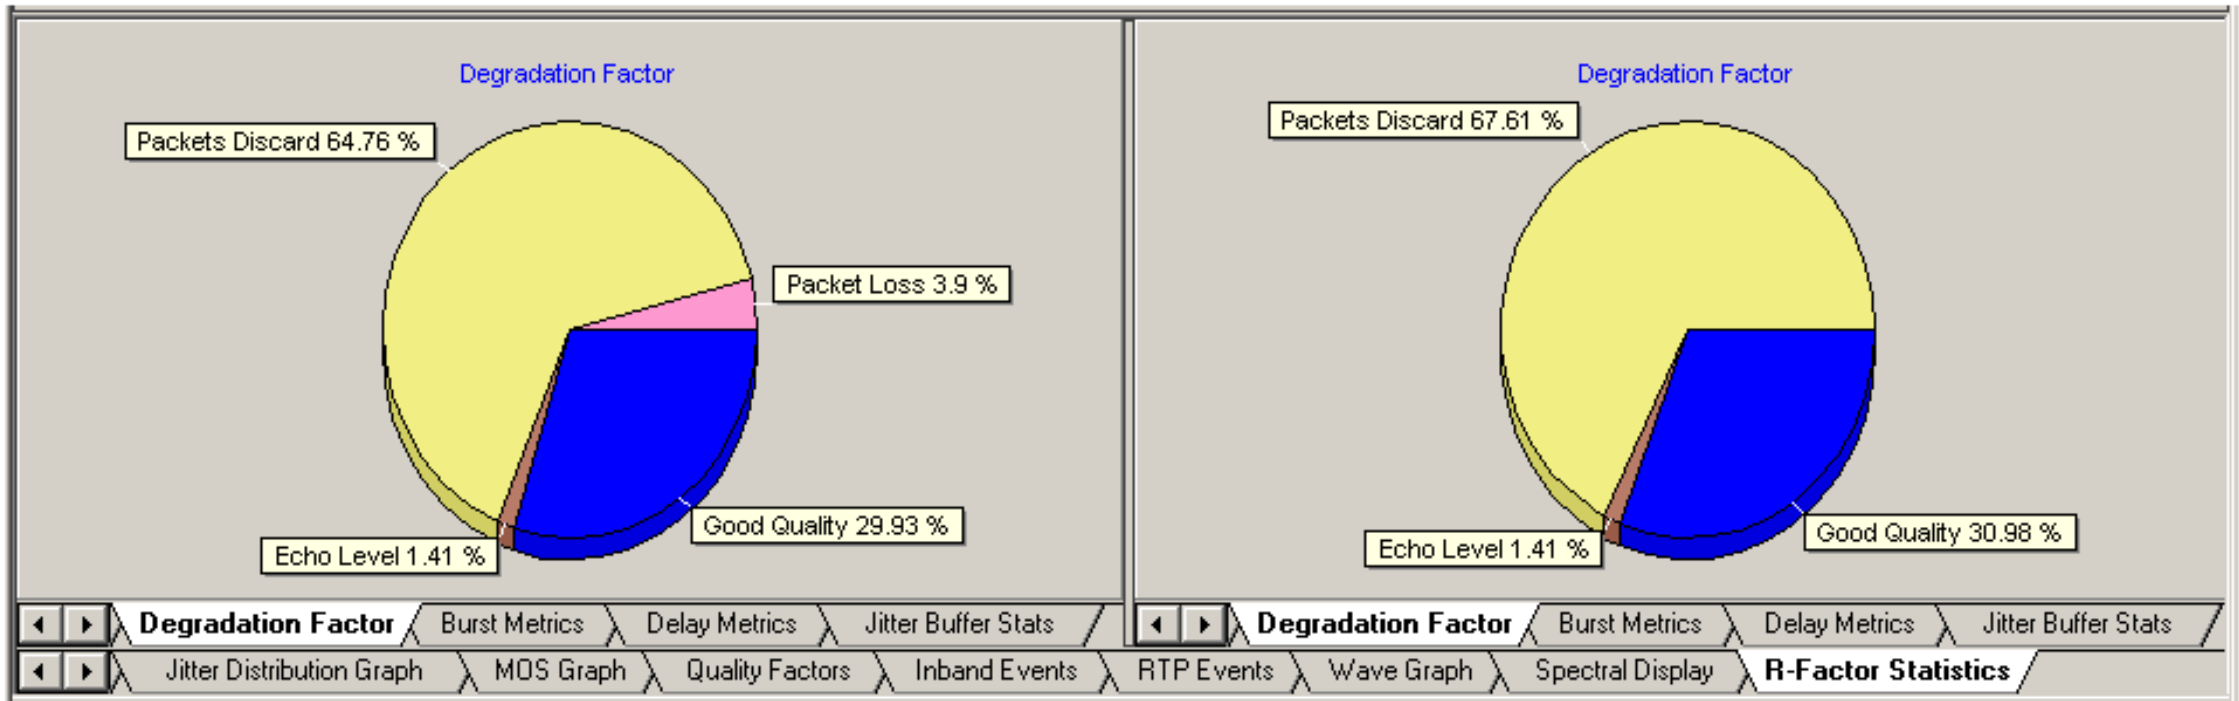 Degradation Factor
Packets Discard 64.76 %
Packet Loss 3.9 %
Good Quality 29.93 %
Echo Level 1.41 %
Degradation Factor
Packets Discard 67.61 %
Good Quality 30.98 %
Echo Level 1.41 %
Degradation Factor Burst Metrics Delay Metrics Jitter Buffer Stats
Degradation Factor Burst Metrics Delay Metrics Jitter Buffer Stats
Jitter Distribution Graph MOS Graph Quality Factors Inband Events RTP Events Wave Graph Spectral Display R-Factor Statistics